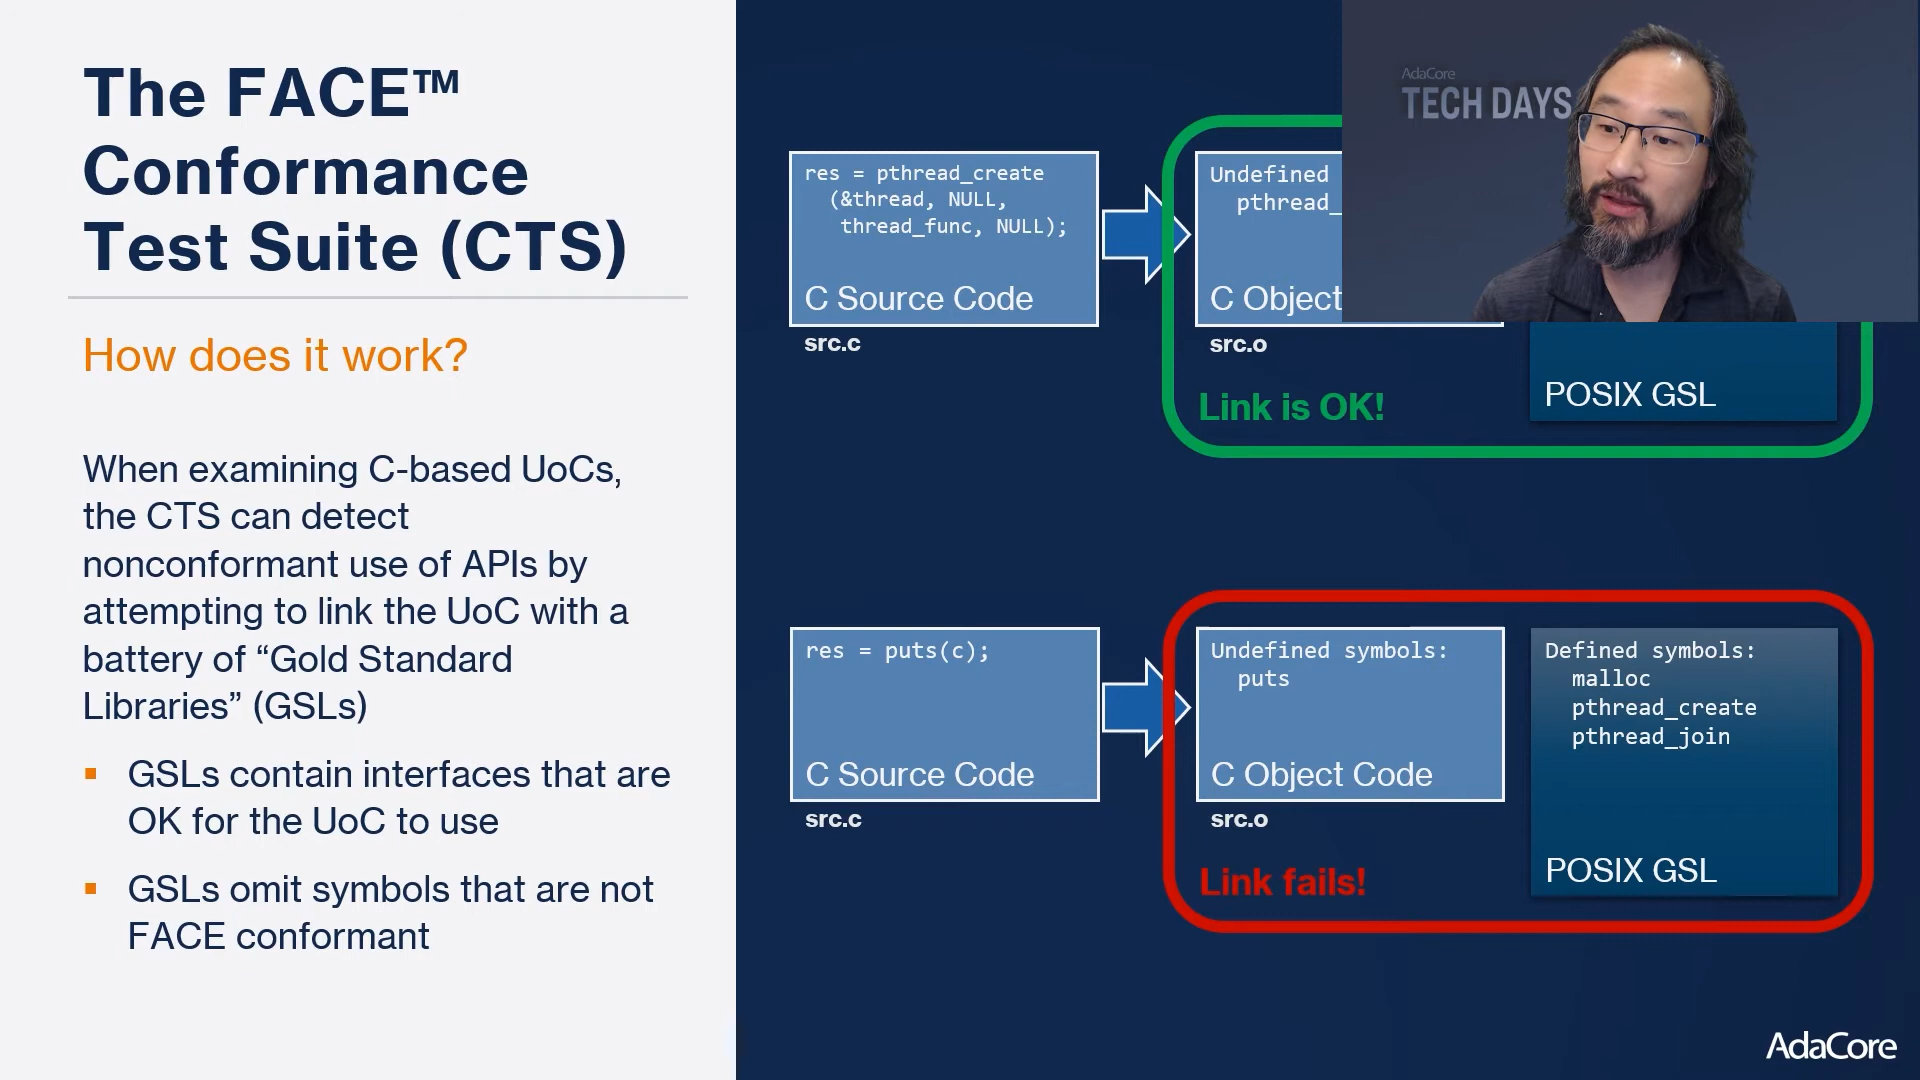 The FACE™
Conformance
Test Suite (CTS)
How does it work?
When examining C-based UoCs,
the CTS can detect
nonconformant use of APIs by
attempting to link the UoC with a
battery of “Gold Standard
Libraries” (GSLs)
▪ GSLs contain interfaces that are
OK for the UoC to use
▪ GSLs omit symbols that are not
FACE conformant
res = pthread_create
(&thread, NULL,
thread_func, NULL);
C Source Code
src.c
Undefined
pthread_
C Object
src.o
Link is OK!
POSIX GSL
AdaCore
TECH DAYS
res = puts(c);
C Source Code
src.c
Undefined symbols:
puts
C Object Code
src.o
Link fails!
Defined symbols:
malloc
pthread_create
pthread_join
POSIX GSL
AdaCore